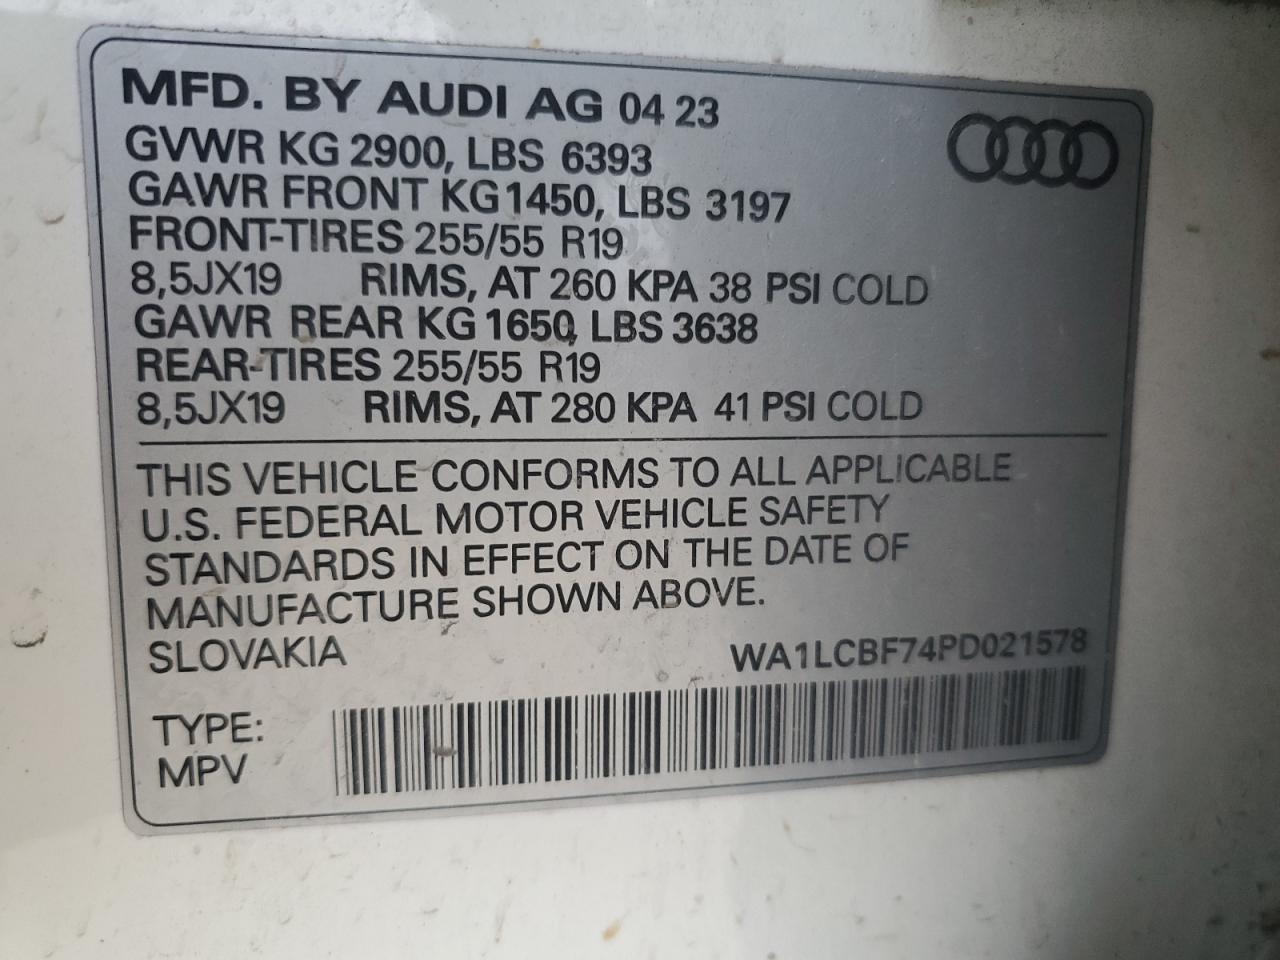 MFD. BY AUDI AG 04 23
GVWR KG 2900, LBS 6393
GAWR FRONT KG 1450, LBS 3197
FRONT-TIRES 255/55 R19
8,5JX19 RIMS, AT 260 KPA 38 PSI COLD
GAWR REAR KG 1650, LBS 3638
REAR-TIRES 255/55 R19
8,5JX19 RIMS, AT 280 KPA 41 PSI COLD
THIS VEHICLE CONFORMS TO ALL APPLICABLE
U.S. FEDERAL MOTOR VEHICLE SAFETY
STANDARDS IN EFFECT ON THE DATE OF
MANUFACTURE SHOWN ABOVE.
SLOVAKIA WA1LCBF74PD021578
TYPE:
MPV